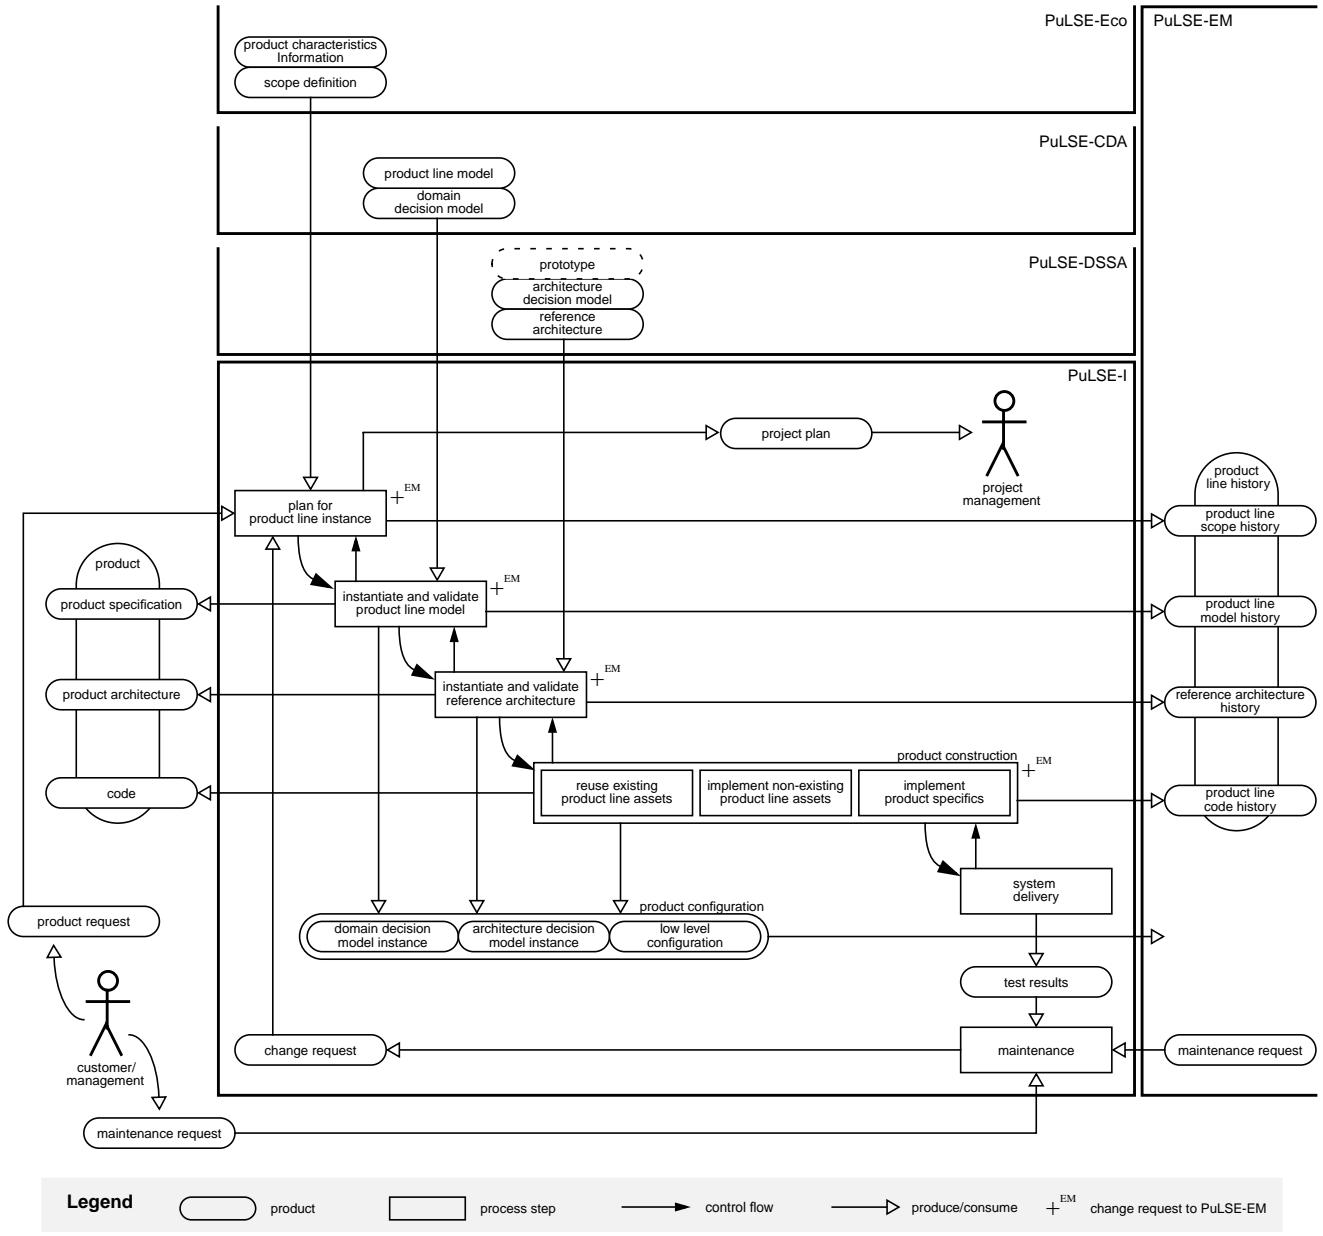 PuLSE-Eco
PuLSE-EM
product characteristics
Information
scope definition
PuLSE-CDA
product line model
domain
decision model
PuLSE-DSSA
prototype
architecture
decision model
reference
architecture
PuLSE-I
project plan
project
management
plan for
product line instance
+EM
product
line history
product line
scope history
product
product specification
instantiate and validate
product line model
+EM
product line
model history
product architecture
instantiate and validate
reference architecture
+EM
reference architecture
history
product construction
+EM
code
reuse existing
product line assets
implement non-existing
product line assets
implement
product specifics
product line
code history
system
delivery
product request
product configuration
domain decision
model instance
architecture decision
model instance
low level
configuration
test results
customer/
management
change request
maintenance
maintenance request
maintenance request
Legend
product
process step
control flow
produce/consume
+EM
change request to PuLSE-EM